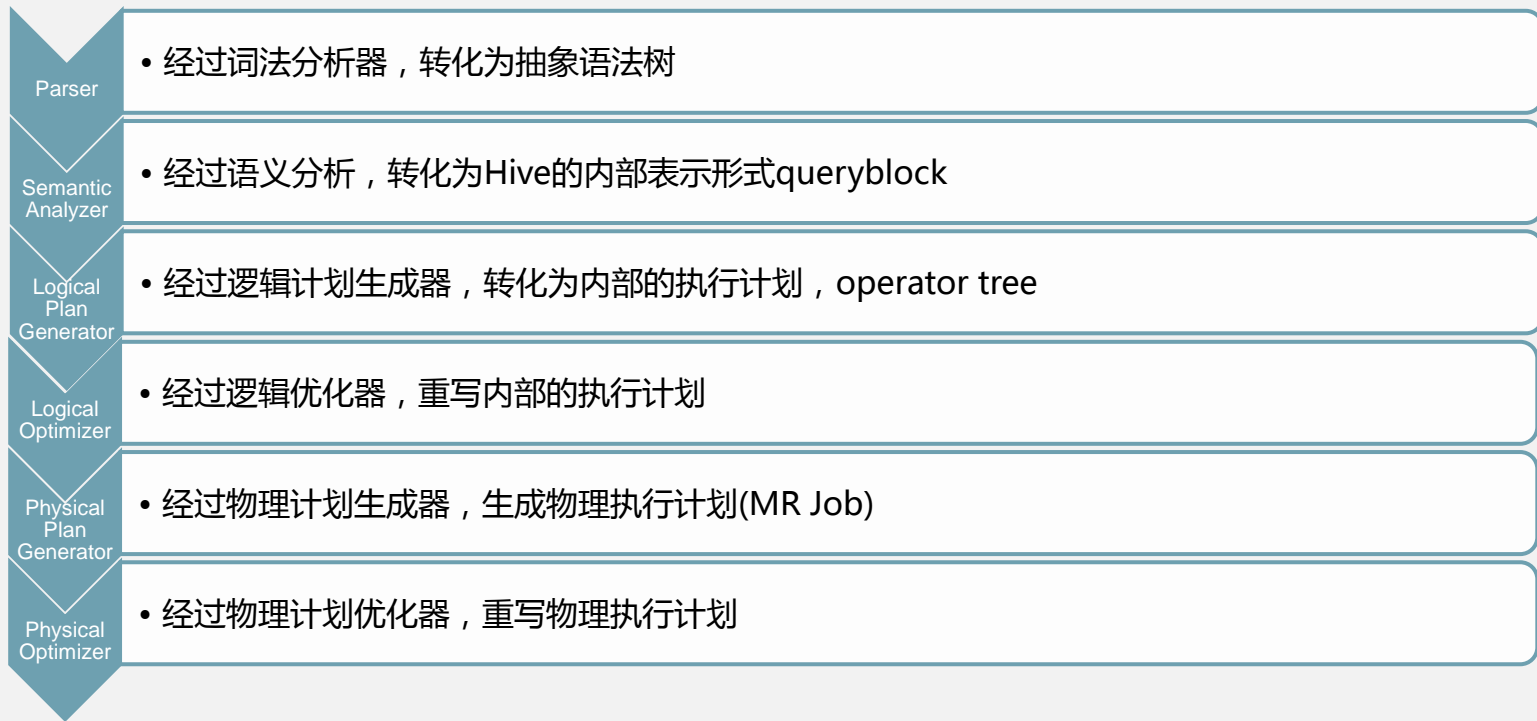 Parser
• 经过词法分析器，转化为抽象语法树
Semantic
Analyzer
• 经过语义分析，转化为Hive的内部表示形式queryblock
Logical
Plan
Generator
• 经过逻辑计划生成器，转化为内部的执行计划，operator tree
Logical
Optimizer
• 经过逻辑优化器，重写内部的执行计划
Physical
Plan
Generator
• 经过物理计划生成器，生成物理执行计划(MR Job)
Physical
Optimizer
• 经过物理计划优化器，重写物理执行计划